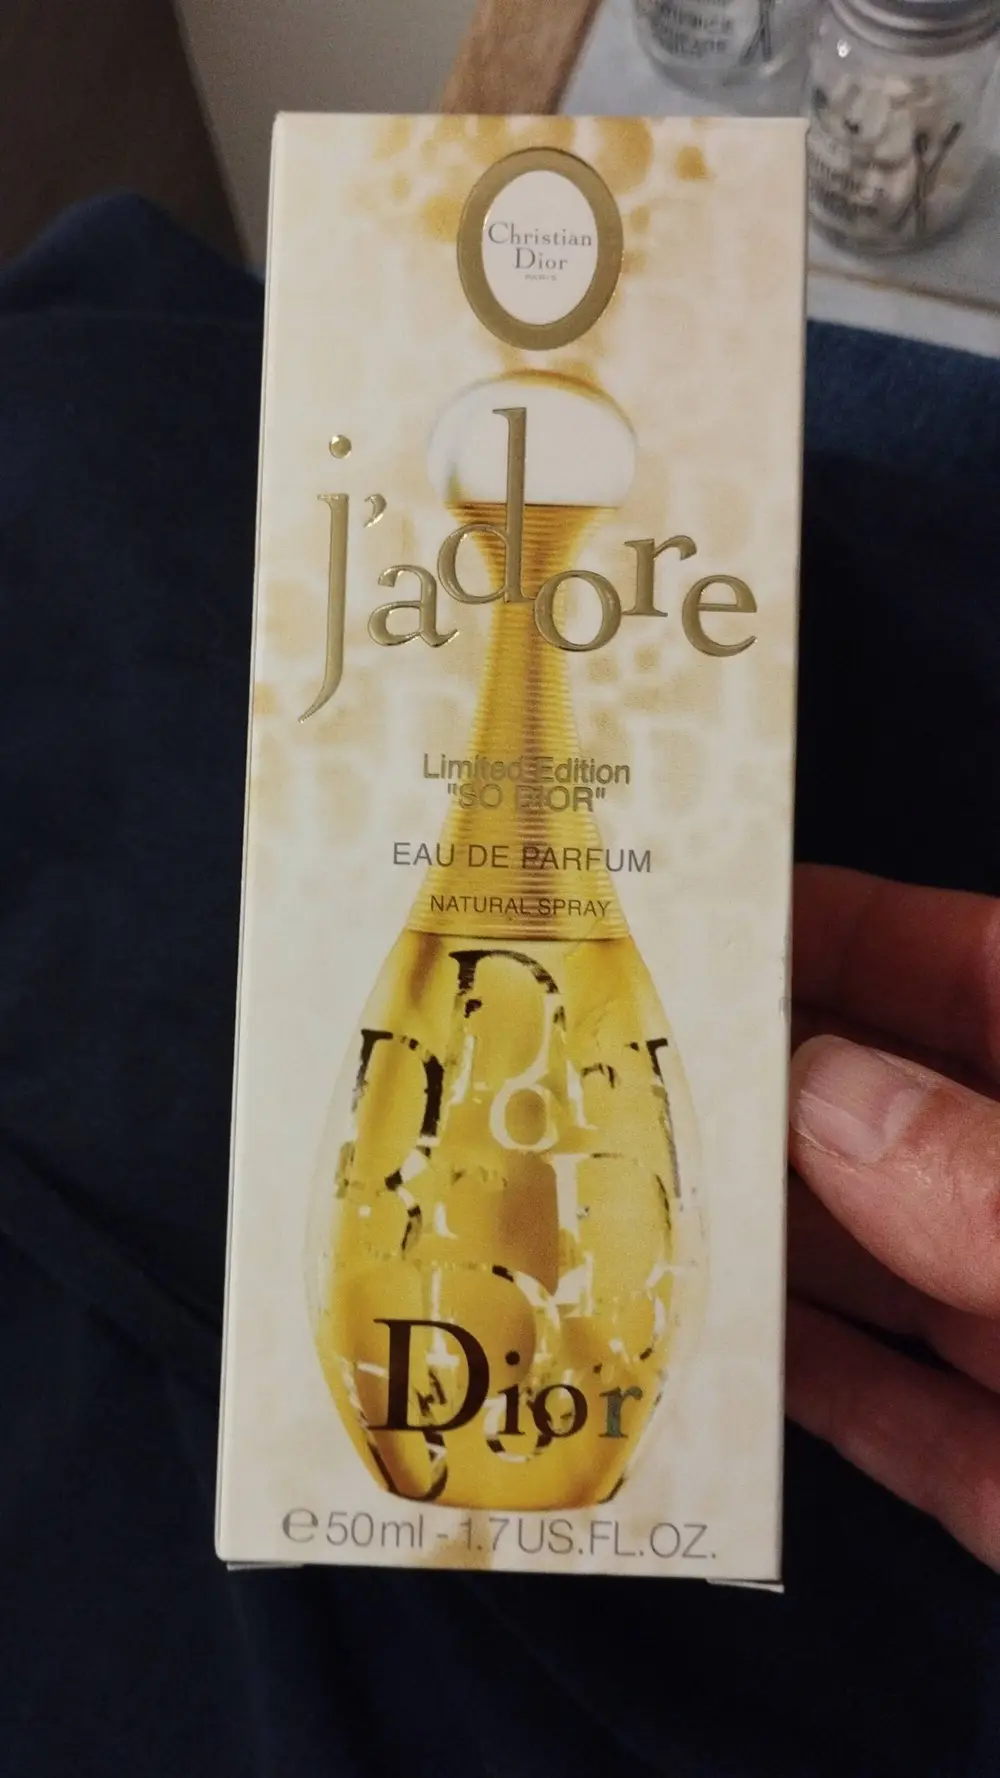 Christian
Dior
PARIS
j'adore
Limited Edition
"SO DIOR"
EAU DE PARFUM
NATURAL SPRAY
Dior
e 50ml - 1.7 US.FL.OZ.